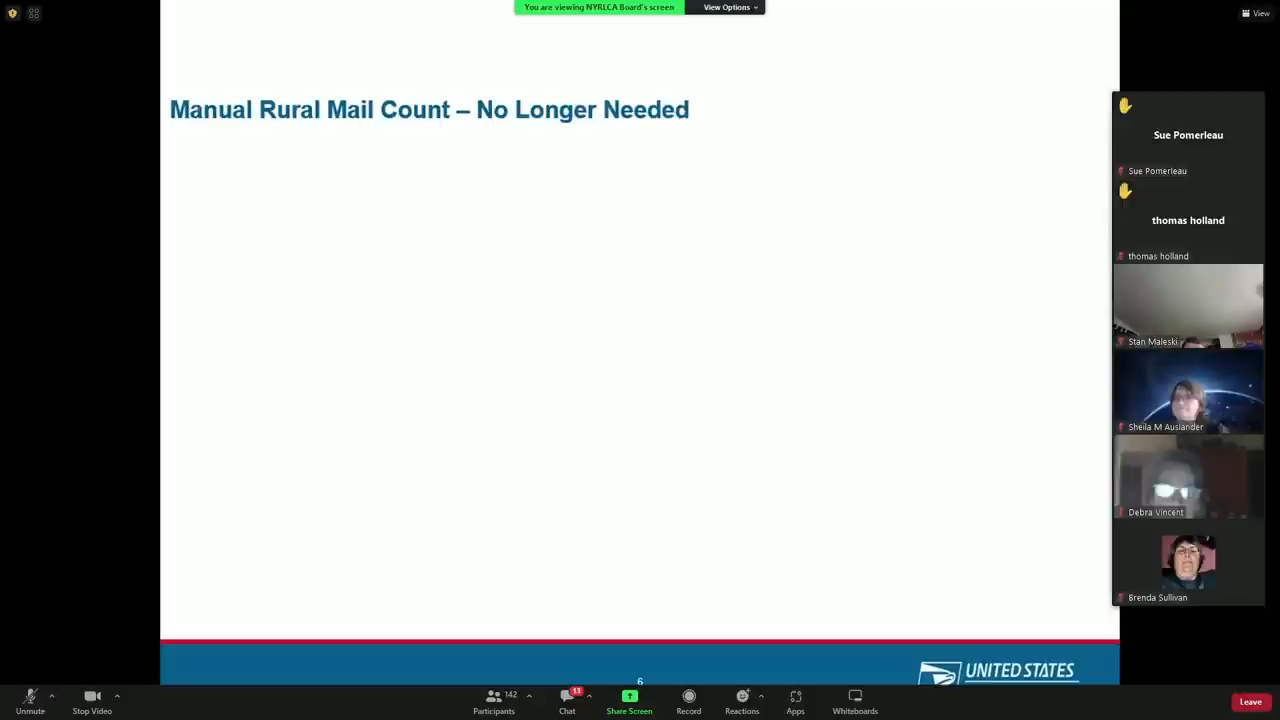 You are viewing NYRLCA Board's screen
View Options
View
Manual Rural Mail Count – No Longer Needed
Sue Pomerleau
Sue Pomerleau
thomas holland
thomas holland
Stan Maleski
Sheila M Auslander
Debra Vincent
Brenda Sullivan
UNITED STATES
6
142
13
Unmute
Stop Video
Participants
Chat
Share Screen
Record
Reactions
Apps
Whiteboards
Leave